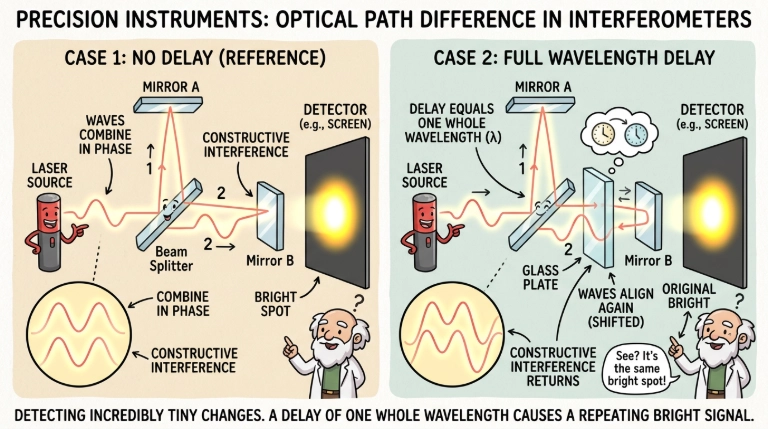 PRECISION INSTRUMENTS: OPTICAL PATH DIFFERENCE IN INTERFEROMETERS
CASE 1: NO DELAY (REFERENCE)
MIRROR A
WAVES
COMBINE
IN PHASE
CONSTRUCTIVE
INTERFERENCE
DETECTOR
(e.g., SCREEN)
LASER
SOURCE
1
2
2
Beam
Splitter
Mirror B
COMBINE
IN PHASE
CONSTRUCTIVE
INTERFERENCE
BRIGHT
SPOT
?
CASE 2: FULL WAVELENGTH DELAY
MIRROR A
DELAY EQUALS
ONE WHOLE
WAVELENGTH (λ)
DETECTOR
(e.g., SCREEN)
LASER
SOURCE
1
2
GLASS
PLATE
Mirror B
WAVES ALIGN
AGAIN
(SHIFTED)
ORIGINAL
BRIGHT
?
CONSTRUCTIVE
INTERFERENCE
RETURNS
See? It's
the same
bright spot!
DETECTING INCREDIBLY TINY CHANGES. A DELAY OF ONE WHOLE WAVELENGTH CAUSES A REPEATING BRIGHT SIGNAL.